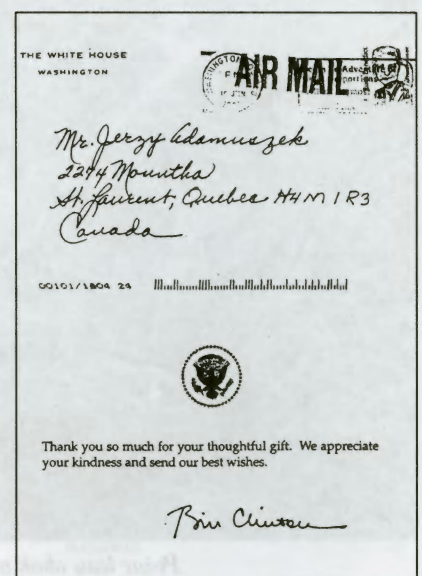 THE WHITE HOUSE
WASHINGTON
AIR MAIL
Mr. Jerzy Adamuszek
2244 Mountha
St. Laurent, Quebec H4M 1R3
Canada
00101/1804 24
Thank you so much for your thoughtful gift. We appreciate
your kindness and send our best wishes.
Bill Clinton